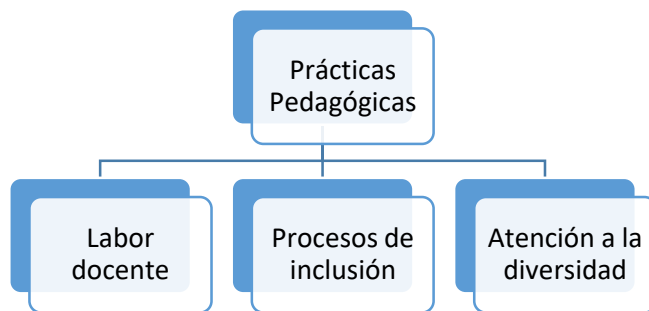 Prácticas
Pedagógicas
Labor
docente
Procesos de
inclusión
Atención a la
diversidad